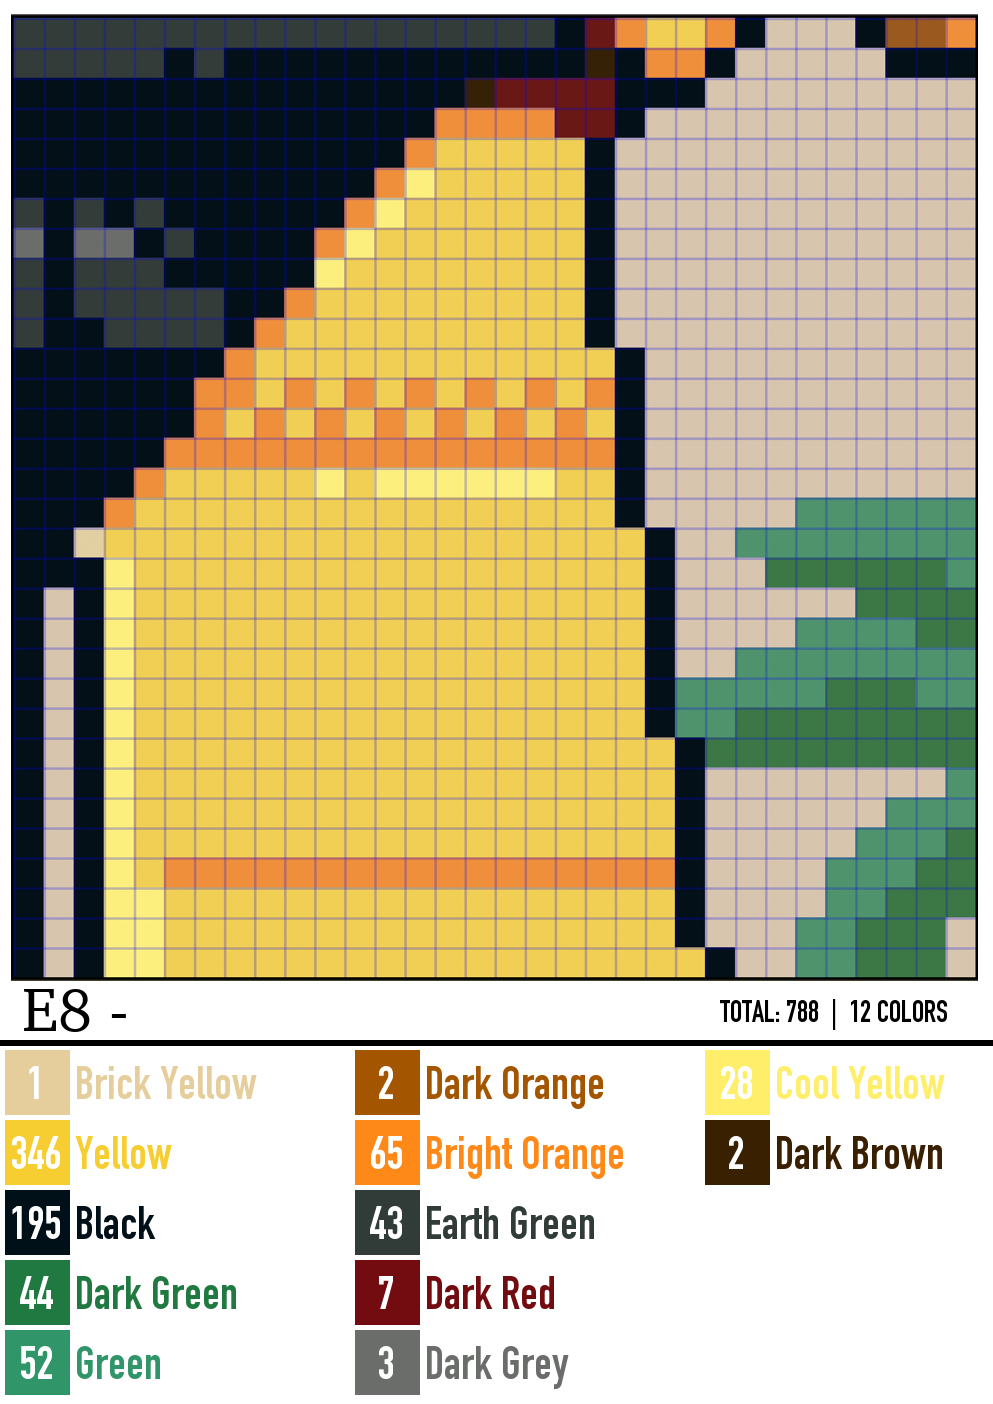 E8 -
TOTAL: 788 | 12 COLORS
1 Brick Yellow
2 Dark Orange
28 Cool Yellow
346 Yellow
65 Bright Orange
2 Dark Brown
195 Black
43 Earth Green
44 Dark Green
7 Dark Red
52 Green
3 Dark Grey